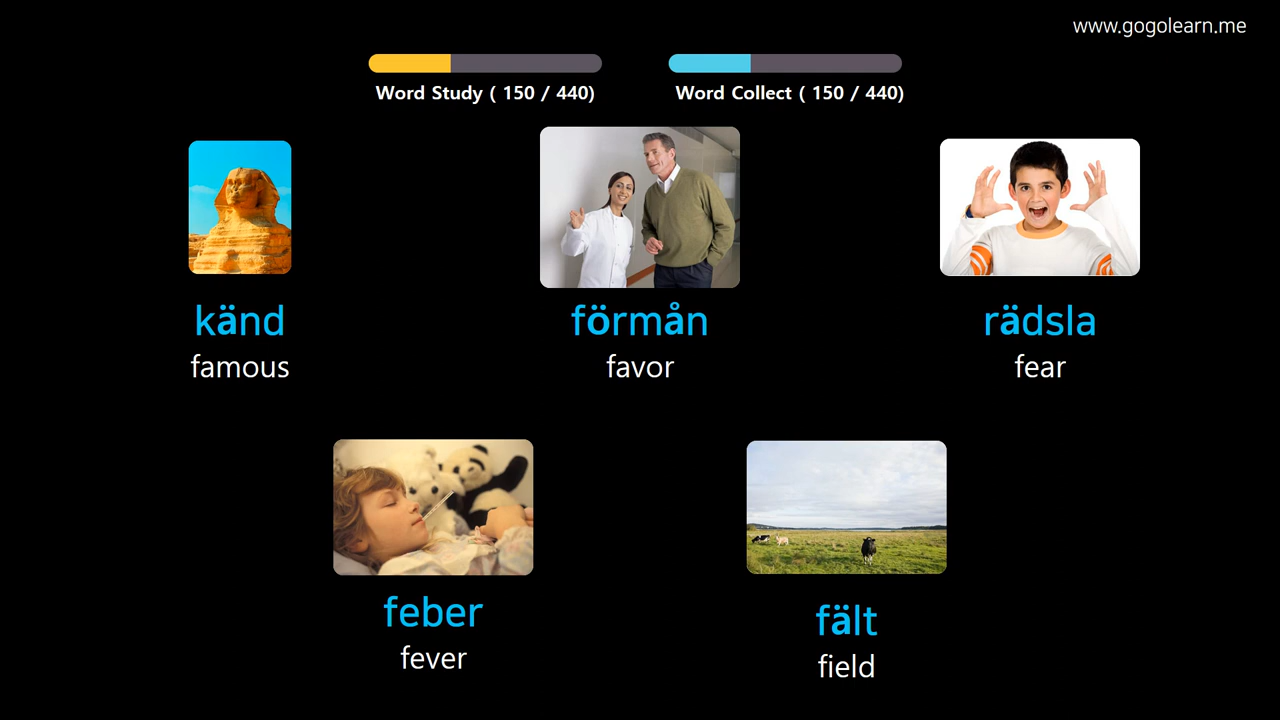 www.gogolearn.me
Word Study ( 150 / 440)
Word Collect ( 150 / 440)
känd
famous
förmån
favor
rädsla
fear
feber
fever
fält
field